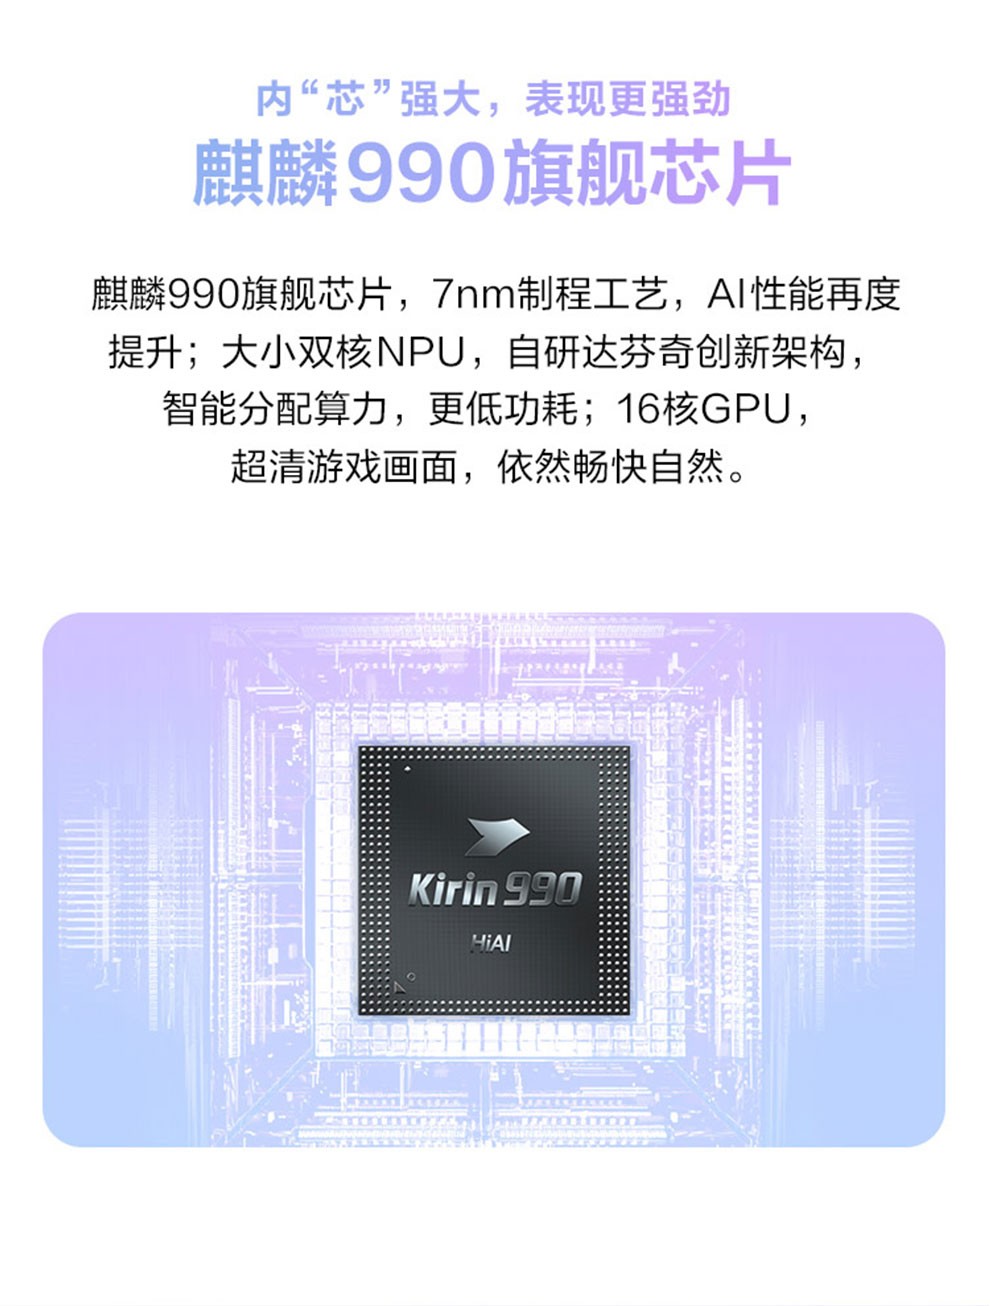 内“芯”强大，表现更强劲
麒麟990旗舰芯片
麒麟990旗舰芯片，7nm制程工艺，AI性能再度
提升；大小双核NPU，自研达芬奇创新架构，
智能分配算力，更低功耗；16核GPU，
超清游戏画面，依然畅快自然。
Kirin 990
HiAI